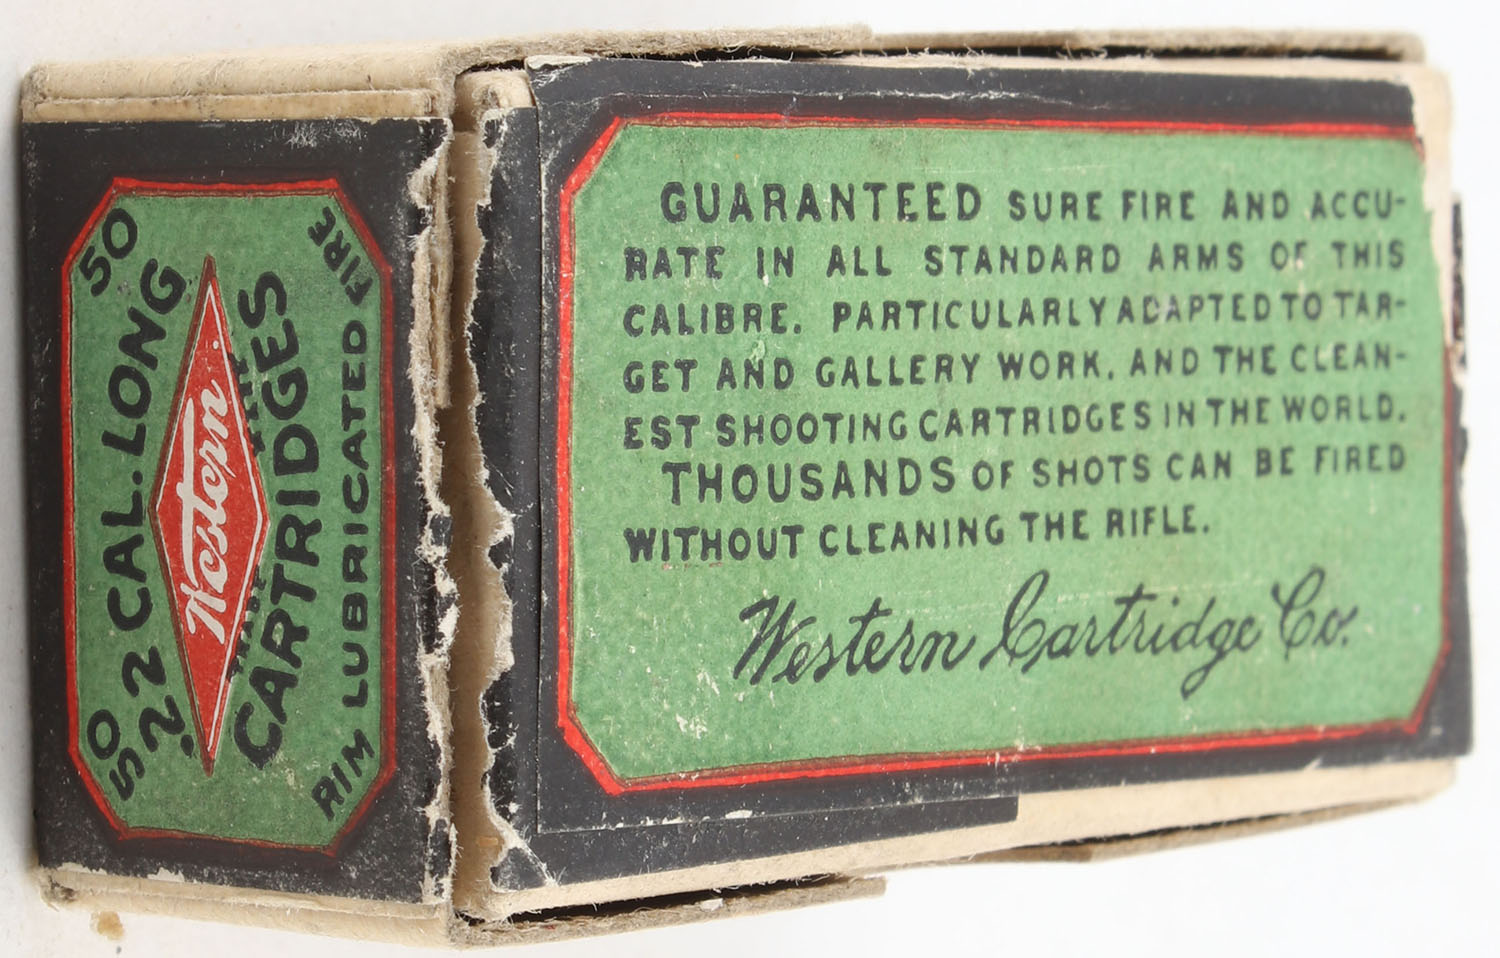 50 50
.22 CAL. LONG
Western
CARTRIDGES
RIM LUBRICATED FIRE
GUARANTEED SURE FIRE AND ACCU-
RATE IN ALL STANDARD ARMS OF THIS
CALIBRE. PARTICULARLY ADAPTED TO TAR-
GET AND GALLERY WORK. AND THE CLEAN-
EST SHOOTING CARTRIDGES IN THE WORLD.
THOUSANDS OF SHOTS CAN BE FIRED
WITHOUT CLEANING THE RIFLE.
Western Cartridge Co.